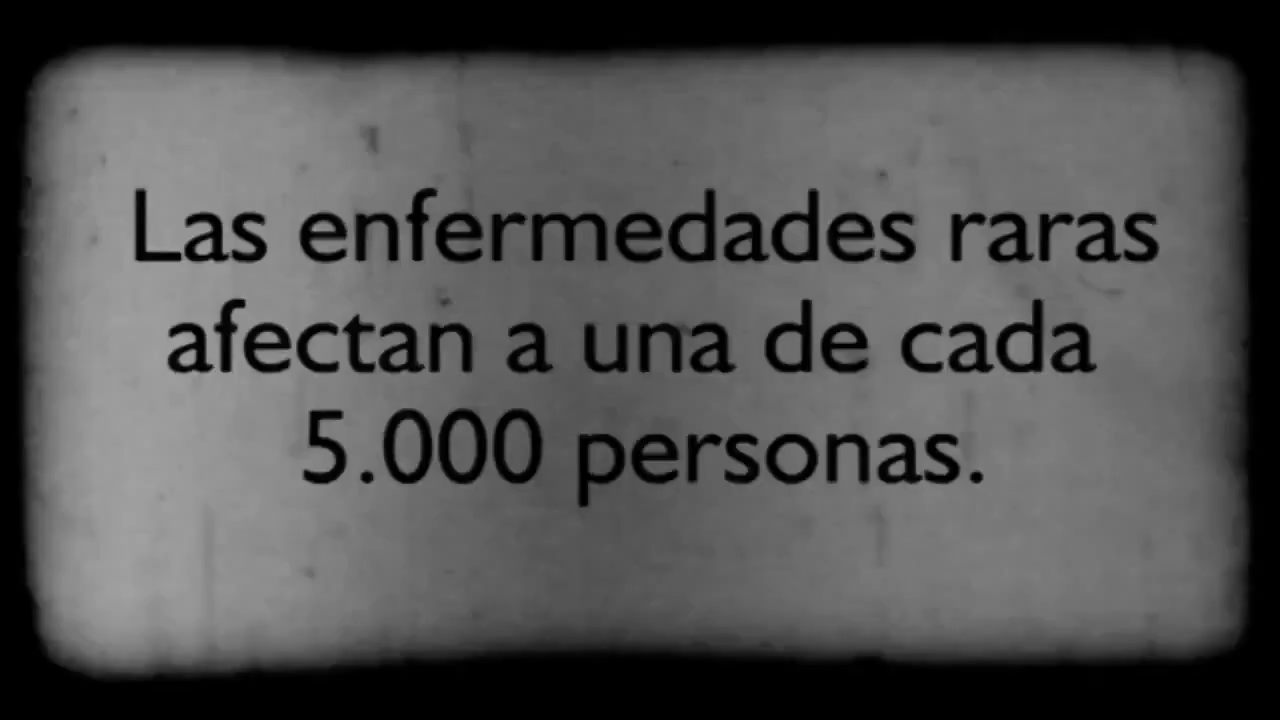 Las enfermedades raras
afectan a una de cada
5.000 personas.